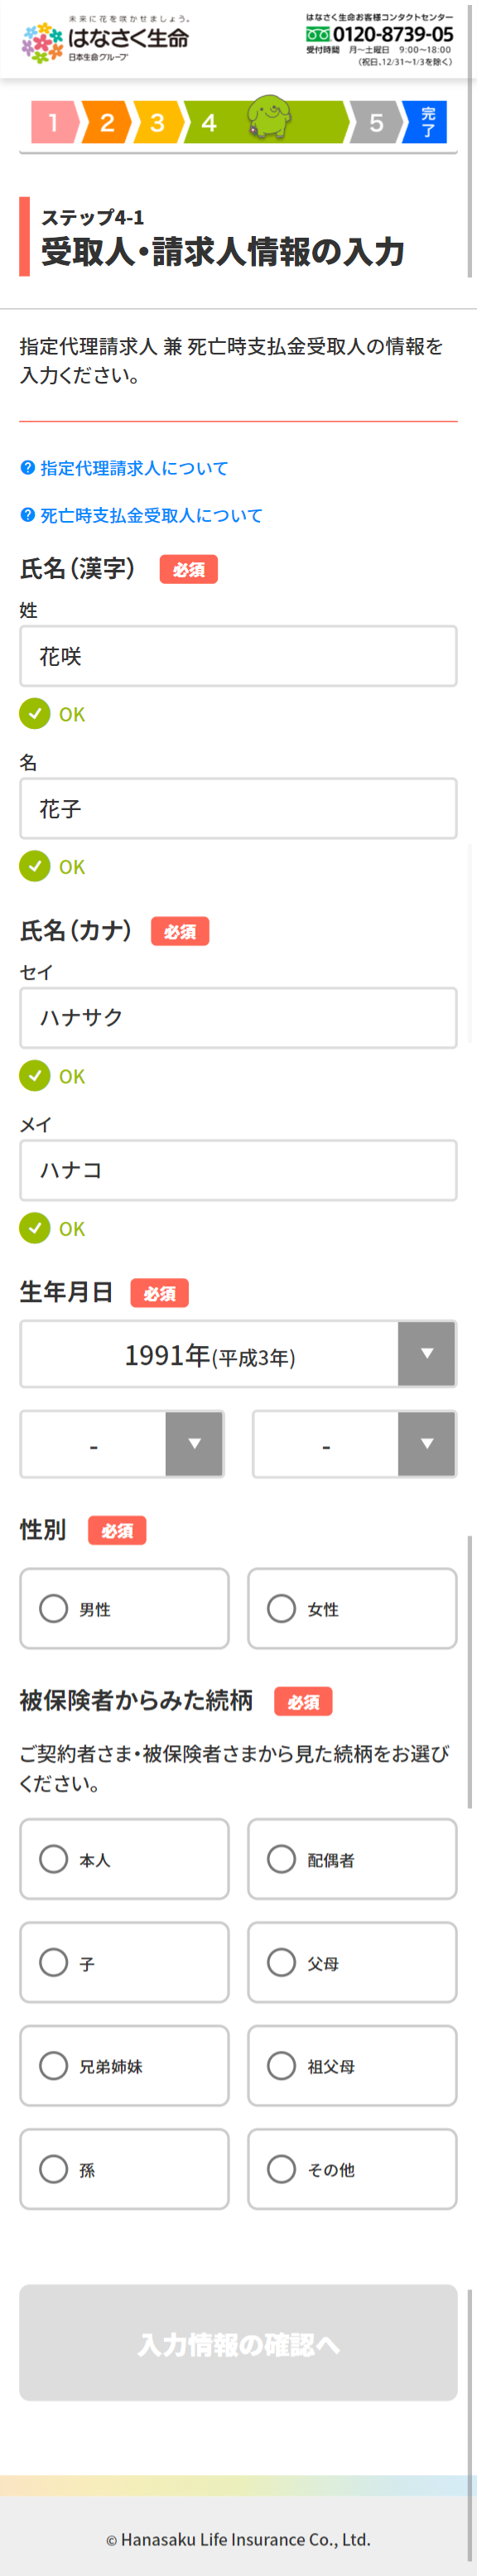 未来に花を咲かせましょう。
はなさく生命
日本生命グループ
はなさく生命お客様コンタクトセンター
0120-8739-05
受付時間 月～土曜日 9:00～18:00
(祝日、12/31～1/3を除く)
1 2 3 4 5 完了
ステップ4-1
受取人・請求人情報の入力
指定代理請求人 兼 死亡時支払金受取人の情報を
入力ください。
? 指定代理請求人について
? 死亡時支払金受取人について
氏名（漢字） 必須
姓
花咲
OK
名
花子
OK
氏名（カナ） 必須
セイ
ハナサク
OK
メイ
ハナコ
OK
生年月日 必須
1991年(平成3年) ▼
- ▼ - ▼
性別 必須
男性 女性
被保険者からみた続柄 必須
ご契約者さま・被保険者さまから見た続柄をお選び
ください。
本人 配偶者
子 父母
兄弟姉妹 祖父母
孫 その他
入力情報の確認へ
© Hanasaku Life Insurance Co., Ltd.